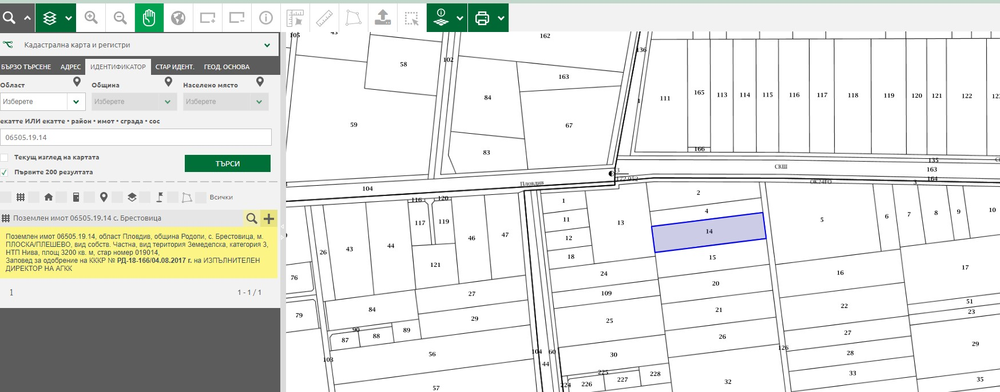 Кадастрална карта и регистри
БЪРЗО ТЪРСЕНЕ АДРЕС ИДЕНТИФИКАТОР СТАР ИДЕНТ. ГЕОД. ОСНОВА
Област Община Населено място
Изберете Изберете Изберете
екатте ИЛИ екатте • район • имот • сграда • сос
06505.19.14
Текущ изглед на картата
Първите 200 резултата
ТЪРСИ
Всички
Поземлен имот 06505.19.14 с. Брестовица
Поземлен имот 06505.19.14, област Пловдив, община Родопи, с. Брестовица, м.
ПЛОСКА/ПЛЕШЕВО, вид собств. Частна, вид територия Земеделска, категория 3,
НТП Нива, площ 3200 кв. м, стар номер 019014,
Заповед за одобрение на КККР № РД-18-166/04.08.2017 г. на ИЗПЪЛНИТЕЛЕН
ДИРЕКТОР НА АГКК
1 1 - 1 / 1
105 43 162
58 102 136
163
84 111 165 113 114 115 116 117 118 119 120 121 122
1
59 67
83 166
135
СКШ 163
164
3
172.952
104 Пловдив ОК24ГО 3
116 120 1 2
117 119 11 4
46 47 12 13 14 5 6 7 8 9 10
26 43 44 18
121 15
76 24 16 17
27 109 20
79 84 29 25 21 22 51
23
90 89 26 27
87 88 126 29
103 56 104 60 30 28
44 225 228 33
57 224 226 227 32 35